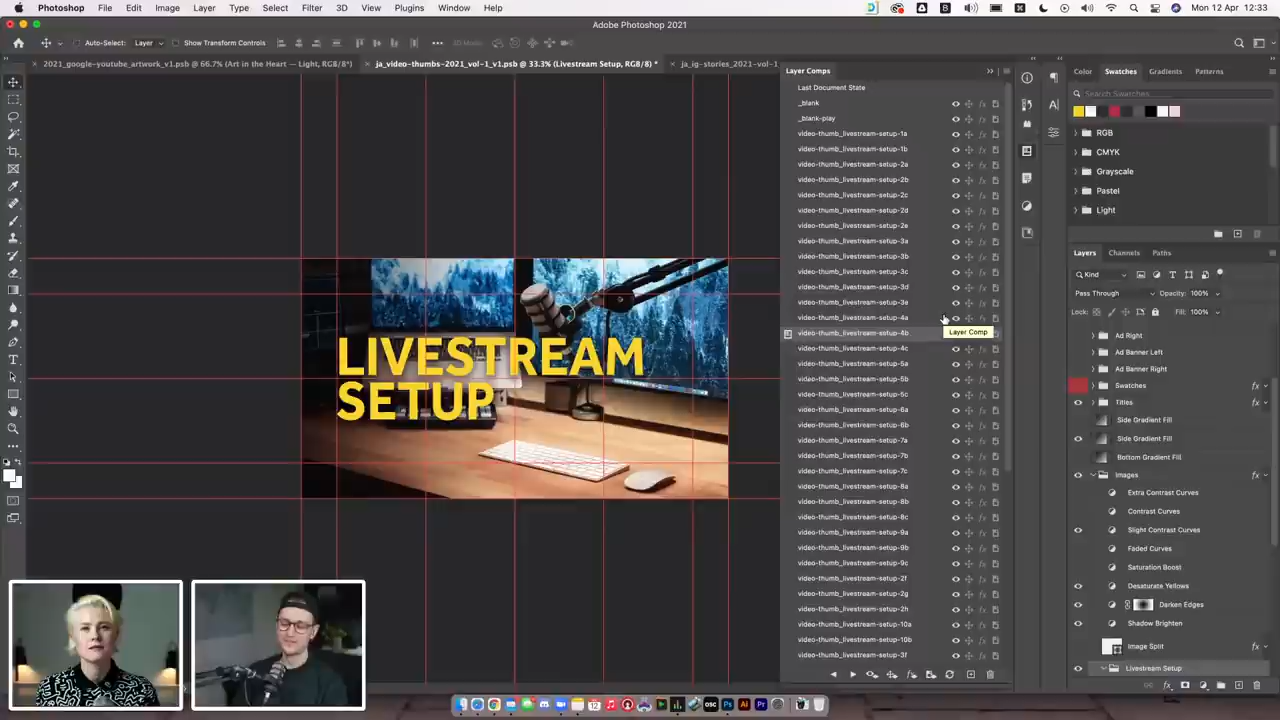 Photoshop File Edit Image Layer Type Select Filter 3D View Plugins Window Help Mon 12 Apr 12:33
Adobe Photoshop 2021
Auto-Select: Layer Show Transform Controls 3D Mode:
2021_google-youtube_artwork_v1.psb @ 66.7% (Art in the Heart — Light, RGB/8*)
ja_video-thumbs-2021_vol-1_v1.psb @ 33.3% (Livestream Setup, RGB/8) *
ja_ig-stories_2021-vol-1
Layer Comps
Last Document State
_blank
_blank-play
video-thumb_livestream-setup-1a
video-thumb_livestream-setup-1b
video-thumb_livestream-setup-2a
video-thumb_livestream-setup-2b
video-thumb_livestream-setup-2c
video-thumb_livestream-setup-2d
video-thumb_livestream-setup-2e
video-thumb_livestream-setup-3a
video-thumb_livestream-setup-3b
video-thumb_livestream-setup-3c
video-thumb_livestream-setup-3d
video-thumb_livestream-setup-3e
video-thumb_livestream-setup-4a
video-thumb_livestream-setup-4b
Layer Comp
video-thumb_livestream-setup-4c
video-thumb_livestream-setup-5a
video-thumb_livestream-setup-5b
video-thumb_livestream-setup-5c
video-thumb_livestream-setup-6a
video-thumb_livestream-setup-6b
video-thumb_livestream-setup-7a
video-thumb_livestream-setup-7b
video-thumb_livestream-setup-7c
video-thumb_livestream-setup-8a
video-thumb_livestream-setup-8b
video-thumb_livestream-setup-8c
video-thumb_livestream-setup-9a
video-thumb_livestream-setup-9b
video-thumb_livestream-setup-9c
video-thumb_livestream-setup-2f
video-thumb_livestream-setup-2g
video-thumb_livestream-setup-2h
video-thumb_livestream-setup-10a
video-thumb_livestream-setup-10b
video-thumb_livestream-setup-3f
LIVESTREAM
SETUP
Color Swatches Gradients Patterns
Search Swatches
RGB
CMYK
Grayscale
Pastel
Light
Layers Channels Paths
Kind
Pass Through Opacity: 100%
Lock: Fill: 100%
Ad Right
Ad Banner Left
Ad Banner Right
Swatches fx
Titles fx
Side Gradient Fill
Side Gradient Fill
Bottom Gradient Fill
Images fx
Extra Contrast Curves
Contrast Curves
Slight Contrast Curves
Faded Curves
Saturation Boost
Desaturate Yellows
Darken Edges
Shadow Brighten
Image Split fx
Livestream Setup